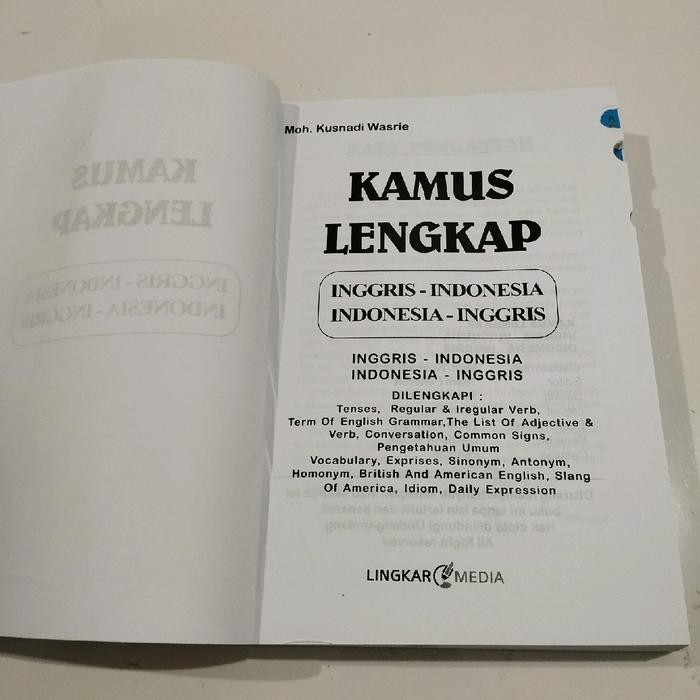 Moh. Kusnadi Wasrie
KAMUS
LENGKAP
INGGRIS - INDONESIA
INDONESIA - INGGRIS
INGGRIS - INDONESIA
INDONESIA - INGGRIS
DILENGKAPI :
Tenses, Regular & Iregular Verb,
Term Of English Grammar,The List Of Adjective &
Verb, Conversation, Common Signs,
Pengetahuan Umum
Vocabulary, Exprises, Sinonym, Antonym,
Homonym, British And American English, Slang
Of America, Idiom, Daily Expression
LINGKAR MEDIA